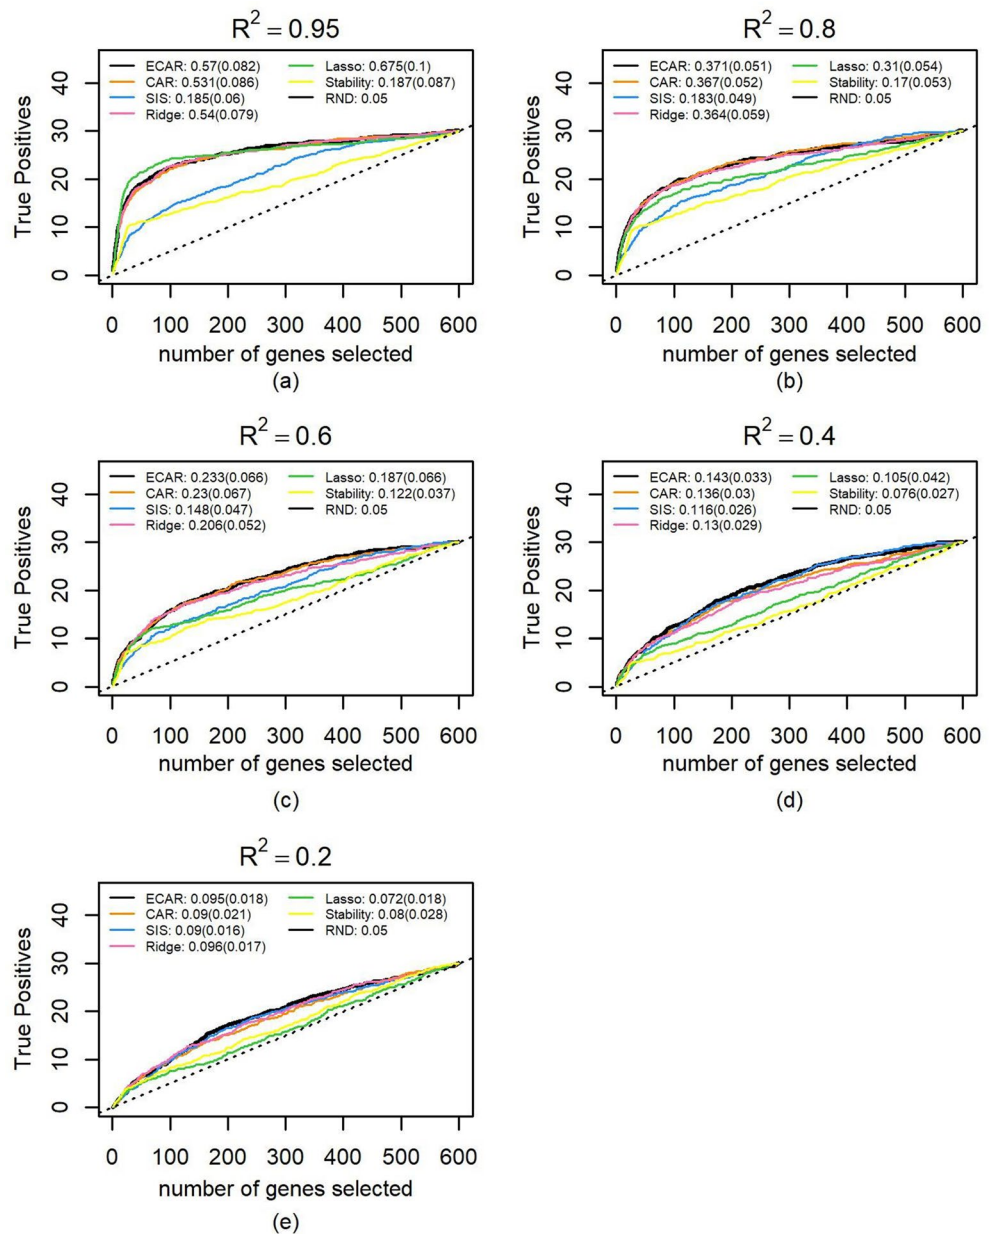 R² = 0.95
ECAR: 0.57(0.082)
CAR: 0.531(0.086)
SIS: 0.185(0.06)
Ridge: 0.54(0.079)
Lasso: 0.675(0.1)
Stability: 0.187(0.087)
RND: 0.05
True Positives
0 10 20 30 40
0 100 200 300 400 500 600
number of genes selected
(a)
R² = 0.8
ECAR: 0.371(0.051)
CAR: 0.367(0.052)
SIS: 0.183(0.049)
Ridge: 0.364(0.059)
Lasso: 0.31(0.054)
Stability: 0.17(0.053)
RND: 0.05
True Positives
0 10 20 30 40
0 100 200 300 400 500 600
number of genes selected
(b)
R² = 0.6
ECAR: 0.233(0.066)
CAR: 0.23(0.067)
SIS: 0.148(0.047)
Ridge: 0.206(0.052)
Lasso: 0.187(0.066)
Stability: 0.122(0.037)
RND: 0.05
True Positives
0 10 20 30 40
0 100 200 300 400 500 600
number of genes selected
(c)
R² = 0.4
ECAR: 0.143(0.033)
CAR: 0.136(0.03)
SIS: 0.116(0.026)
Ridge: 0.13(0.029)
Lasso: 0.105(0.042)
Stability: 0.076(0.027)
RND: 0.05
True Positives
0 10 20 30 40
0 100 200 300 400 500 600
number of genes selected
(d)
R² = 0.2
ECAR: 0.095(0.018)
CAR: 0.09(0.021)
SIS: 0.09(0.016)
Ridge: 0.096(0.017)
Lasso: 0.072(0.018)
Stability: 0.08(0.028)
RND: 0.05
True Positives
0 10 20 30 40
0 100 200 300 400 500 600
number of genes selected
(e)